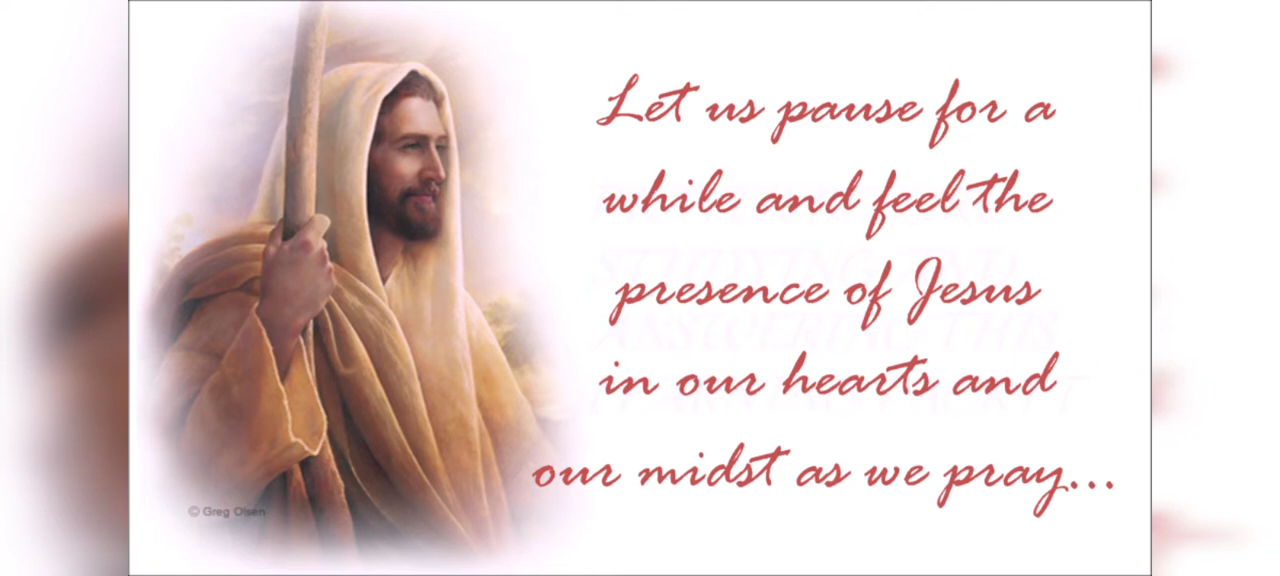 Let us pause for a
while and feel the
presence of Jesus
in our hearts and
our midst as we pray...
© Greg Olsen